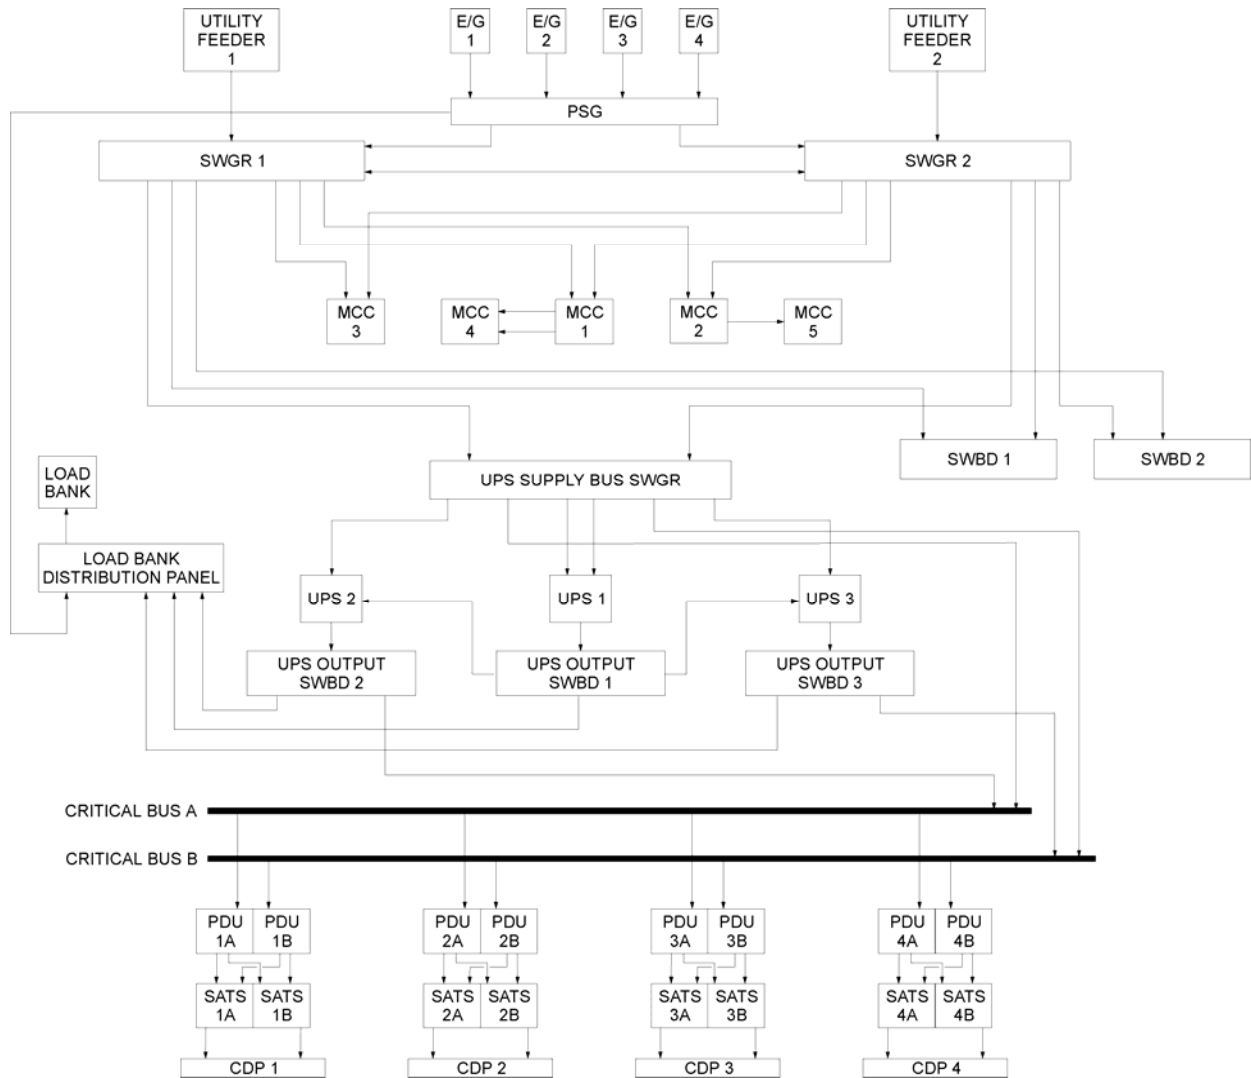 UTILITY
FEEDER
1
E/G
1
E/G
2
E/G
3
E/G
4
UTILITY
FEEDER
2
PSG
SWGR 1
SWGR 2
MCC
3
MCC
4
MCC
1
MCC
2
MCC
5
SWBD 1
SWBD 2
UPS SUPPLY BUS SWGR
LOAD
BANK
LOAD BANK
DISTRIBUTION PANEL
UPS 2
UPS 1
UPS 3
UPS OUTPUT
SWBD 2
UPS OUTPUT
SWBD 1
UPS OUTPUT
SWBD 3
CRITICAL BUS A
CRITICAL BUS B
PDU
1A
PDU
1B
PDU
2A
PDU
2B
PDU
3A
PDU
3B
PDU
4A
PDU
4B
SATS
1A
SATS
1B
SATS
2A
SATS
2B
SATS
3A
SATS
3B
SATS
4A
SATS
4B
CDP 1
CDP 2
CDP 3
CDP 4